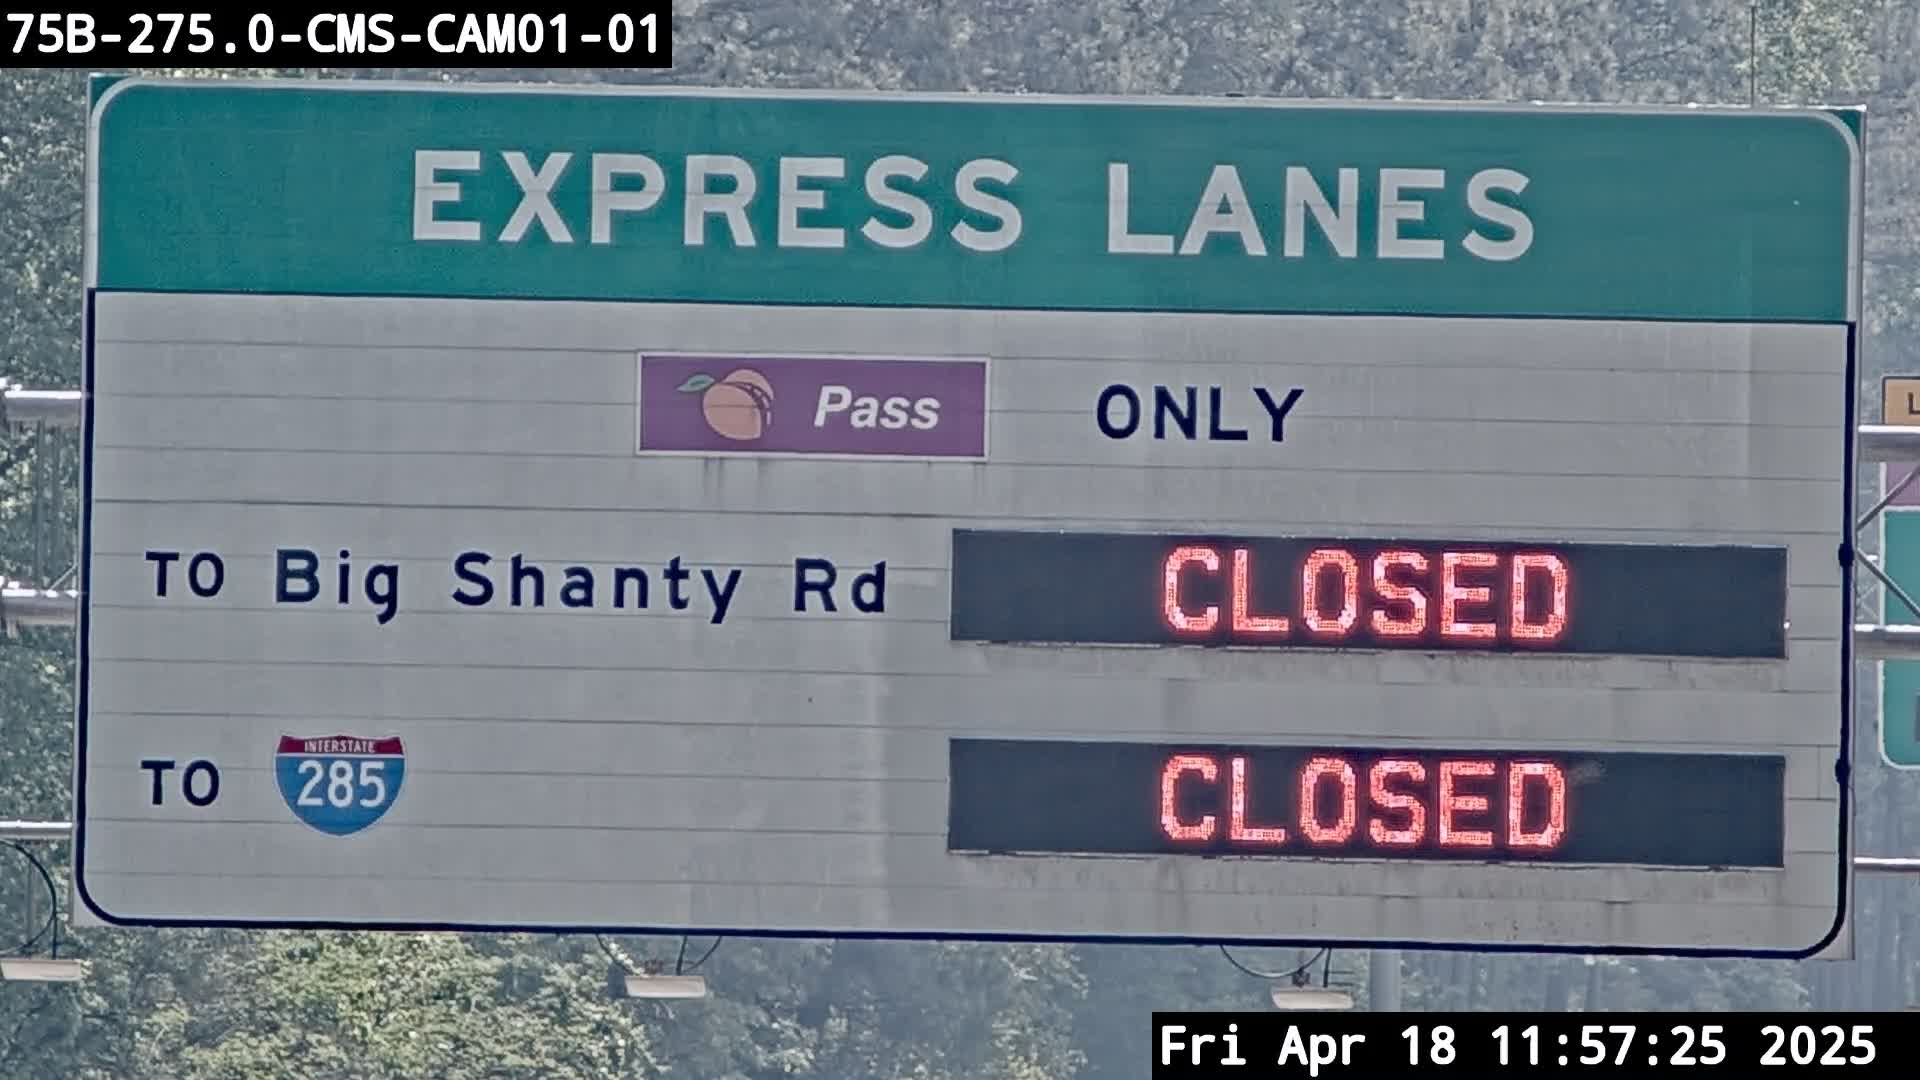 75B-275.0-CMS-CAM01-01
EXPRESS LANES
Pass ONLY
TO Big Shanty Rd CLOSED
TO INTERSTATE 285 CLOSED
Fri Apr 18 11:57:25 2025